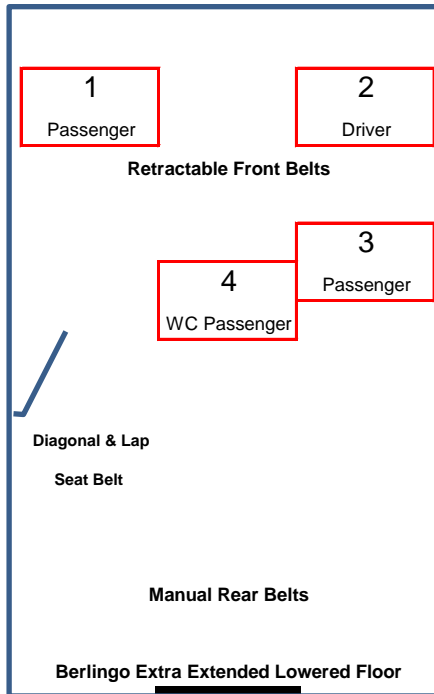 1
Passenger
2
Driver
Retractable Front Belts
3
Passenger
4
WC Passenger
Diagonal & Lap
Seat Belt
Manual Rear Belts
Berlingo Extra Extended Lowered Floor